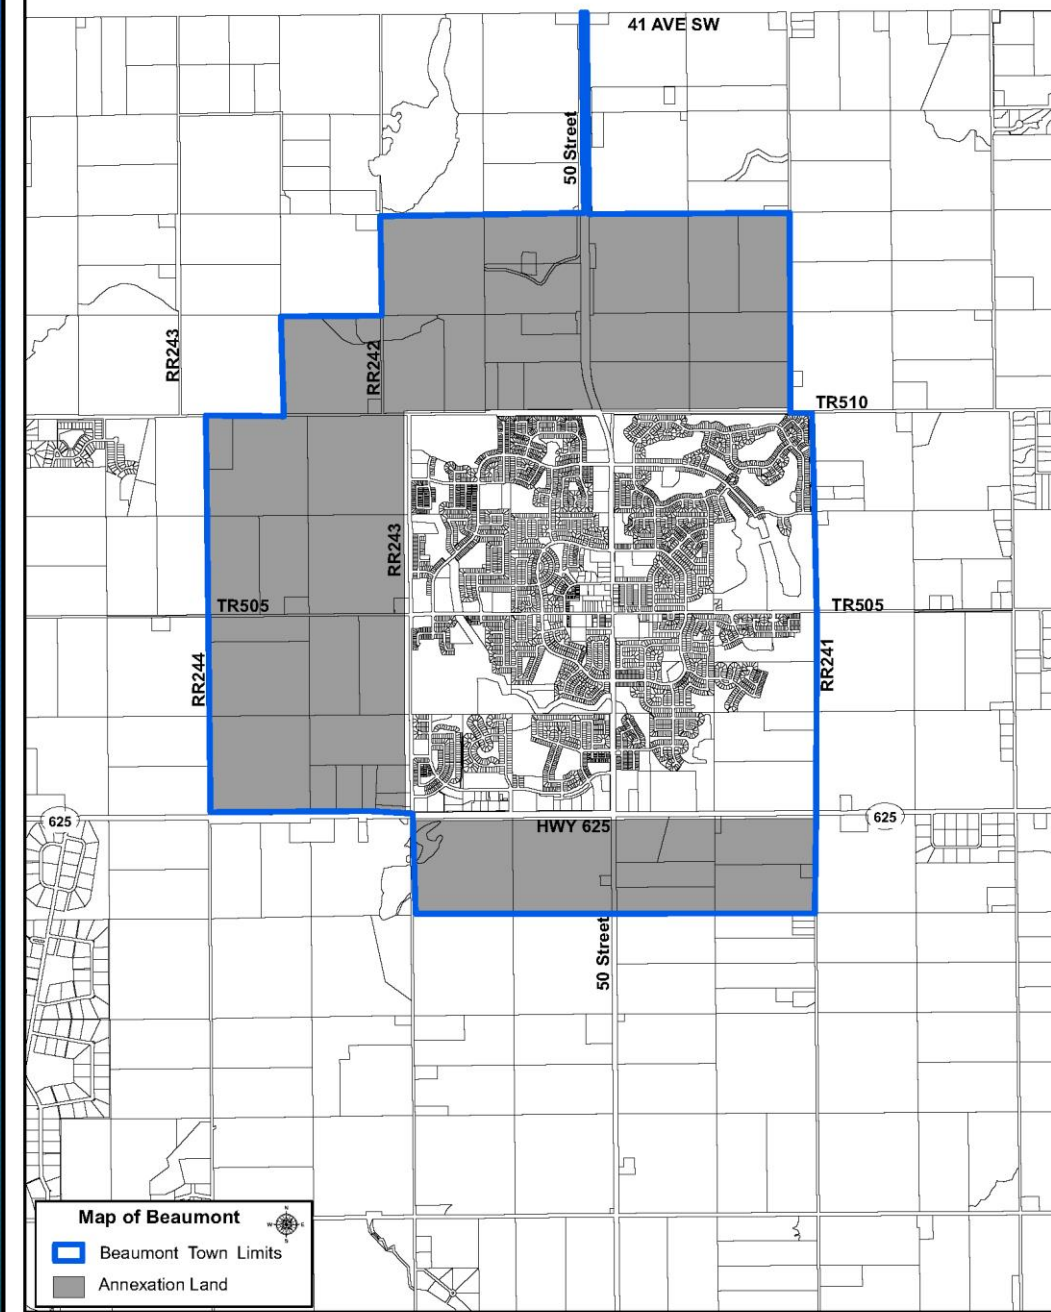 41 AVE SW
50 Street
RR243
RR242
TR510
RR243
TR505
TR505
RR244
RR241
625
HWY 625
625
50 Street
Map of Beaumont
N
W
E
S
Beaumont Town Limits
Annexation Land